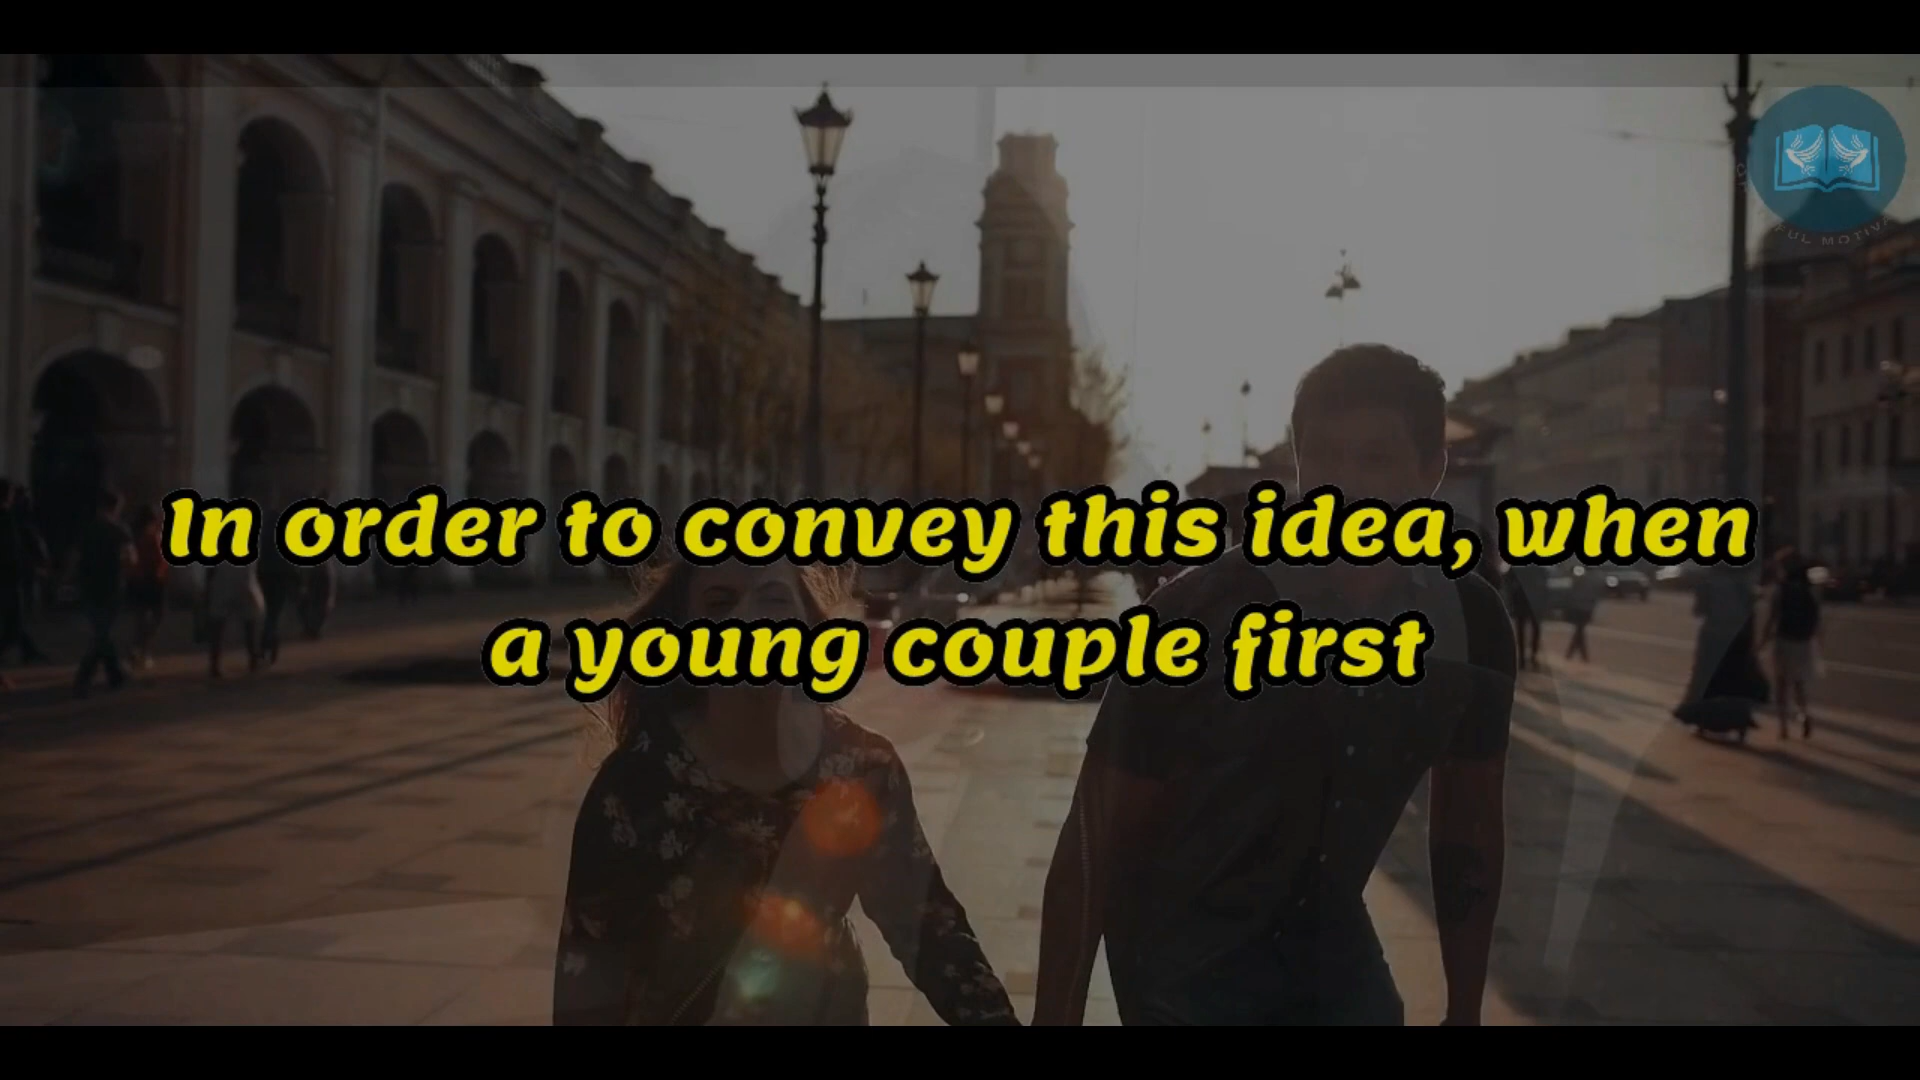 In order to convey this idea, when
a young couple first